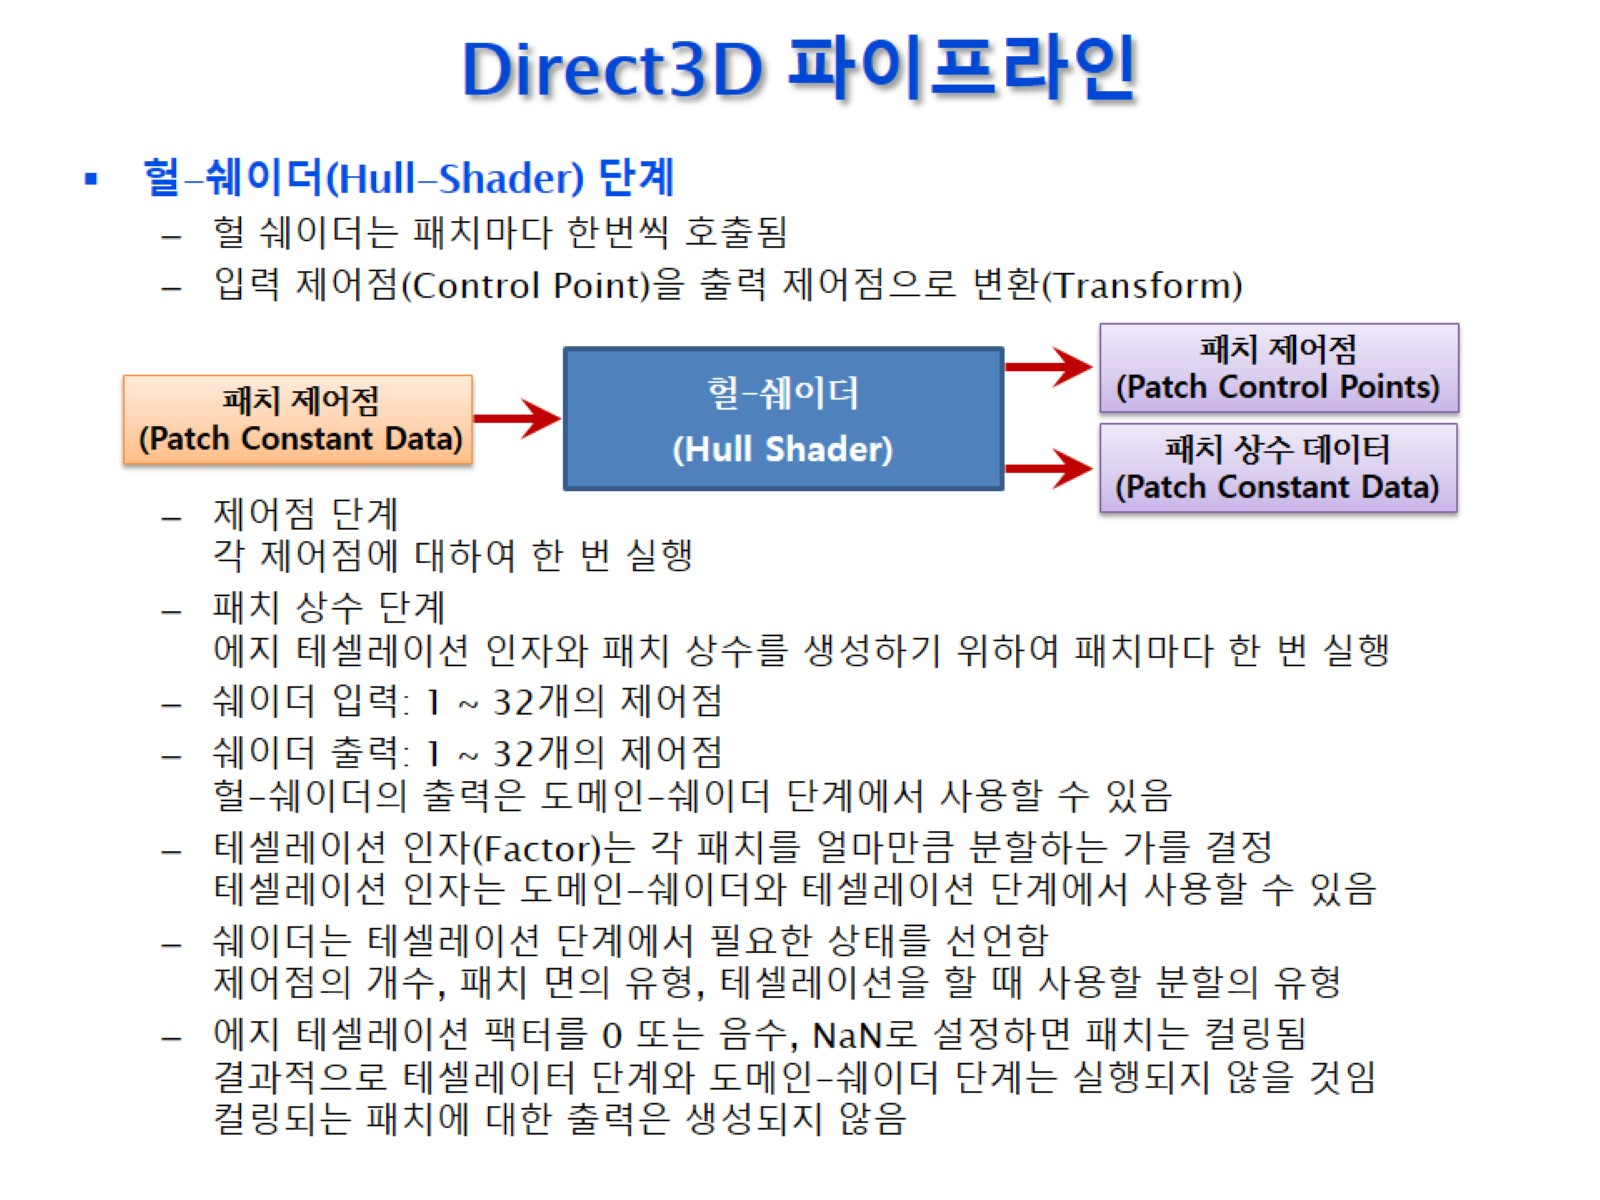 Direct3D 파이프라인
▪ 헐-쉐이더(Hull-Shader) 단계
– 헐 쉐이더는 패치마다 한번씩 호출됨
– 입력 제어점(Control Point)을 출력 제어점으로 변환(Transform)
패치 제어점
(Patch Constant Data)
헐-쉐이더
(Hull Shader)
패치 제어점
(Patch Control Points)
패치 상수 데이터
(Patch Constant Data)
– 제어점 단계
각 제어점에 대하여 한 번 실행
– 패치 상수 단계
에지 테셀레이션 인자와 패치 상수를 생성하기 위하여 패치마다 한 번 실행
– 쉐이더 입력: 1 ~ 32개의 제어점
– 쉐이더 출력: 1 ~ 32개의 제어점
헐-쉐이더의 출력은 도메인-쉐이더 단계에서 사용할 수 있음
– 테셀레이션 인자(Factor)는 각 패치를 얼마만큼 분할하는 가를 결정
테셀레이션 인자는 도메인-쉐이더와 테셀레이션 단계에서 사용할 수 있음
– 쉐이더는 테셀레이션 단계에서 필요한 상태를 선언함
제어점의 개수, 패치 면의 유형, 테셀레이션을 할 때 사용할 분할의 유형
– 에지 테셀레이션 팩터를 0 또는 음수, NaN로 설정하면 패치는 컬링됨
결과적으로 테셀레이터 단계와 도메인-쉐이더 단계는 실행되지 않을 것임
컬링되는 패치에 대한 출력은 생성되지 않음